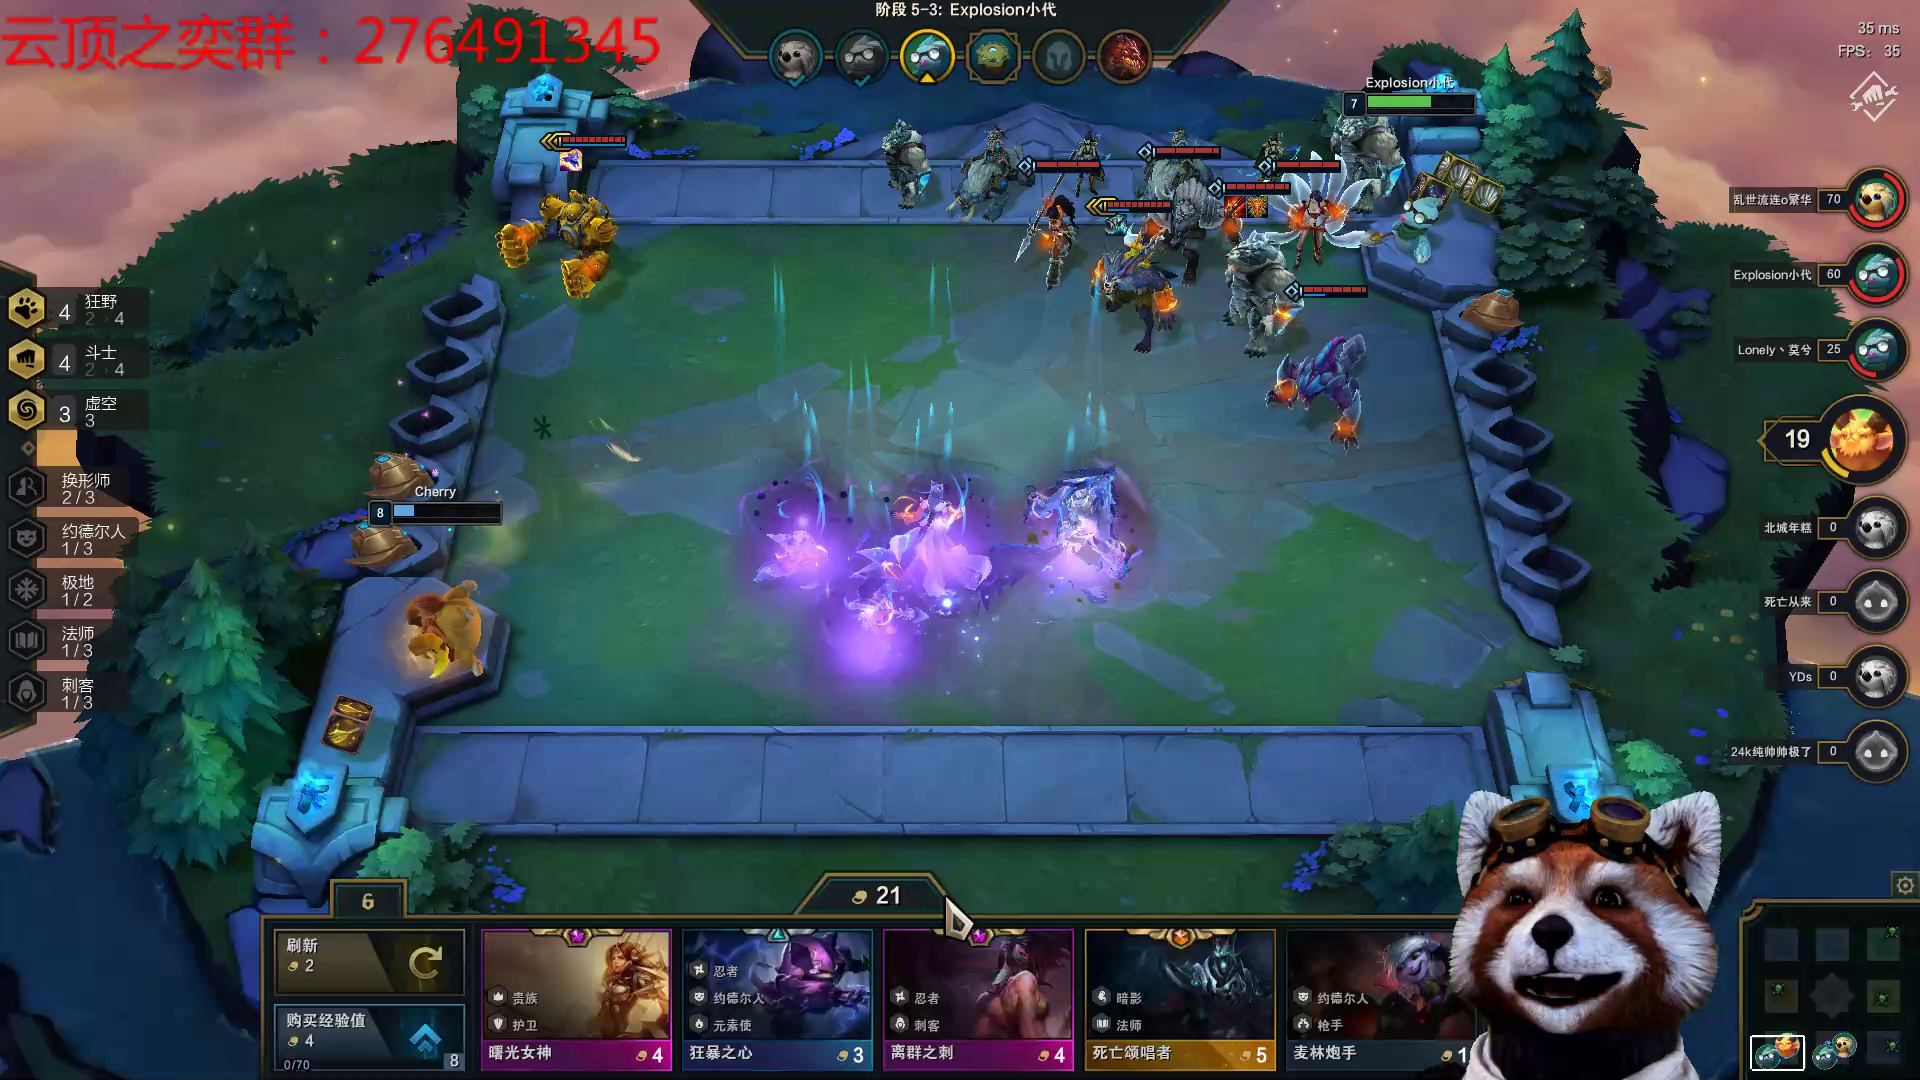 云顶之弈群：276491345
阶段 5-3: Explosion小代
35 ms
FPS: 35
Explosion小代
7
乱世流连o繁华 70
Explosion小代 60
Lonely丶莫兮 25
19
北城年糕 0
死亡从来 0
YDs 0
24k纯帅帅极了 0
4 狂野
2 › 4
4 斗士
2 › 4
3 虚空
3
换形师
2 / 3
约德尔人
1 / 3
极地
1 / 2
法师
1 / 3
刺客
1 / 3
Cherry
8
6
21
刷新
2
购买经验值
4
0/70
8
贵族
护卫
曙光女神 4
忍者
约德尔人
元素使
狂暴之心 3
忍者
刺客
离群之刺 4
暗影
法师
死亡颂唱者 5
约德尔人
枪手
麦林炮手 1